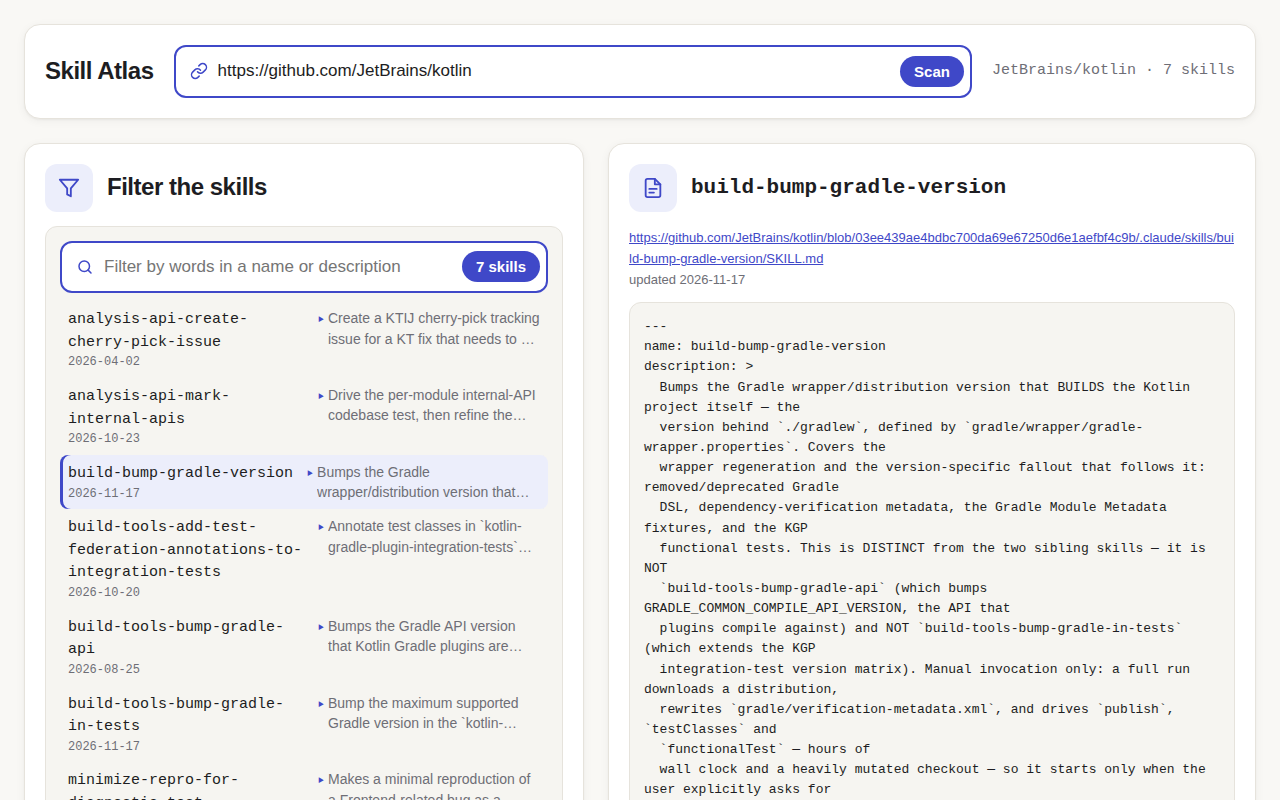 Skill Atlas
https://github.com/JetBrains/kotlin
Scan
JetBrains/kotlin · 7 skills
Filter the skills
Filter by words in a name or description
7 skills
analysis-api-create-
cherry-pick-issue
2026-04-02
▸ Create a KTIJ cherry-pick tracking
issue for a KT fix that needs to …
analysis-api-mark-
internal-apis
2026-10-23
▸ Drive the per-module internal-API
codebase test, then refine the…
build-bump-gradle-version
2026-11-17
▸ Bumps the Gradle
wrapper/distribution version that…
build-tools-add-test-
federation-annotations-to-
integration-tests
2026-10-20
▸ Annotate test classes in `kotlin-
gradle-plugin-integration-tests`…
build-tools-bump-gradle-
api
2026-08-25
▸ Bumps the Gradle API version
that Kotlin Gradle plugins are…
build-tools-bump-gradle-
in-tests
2026-11-17
▸ Bump the maximum supported
Gradle version in the `kotlin-…
minimize-repro-for-
diagnostic-test
▸ Makes a minimal reproduction of
a Frontend-related bug as a
build-bump-gradle-version
https://github.com/JetBrains/kotlin/blob/03ee439ae4bdbc700da69e67250d6e1aefbf4c9b/.claude/skills/bui
ld-bump-gradle-version/SKILL.md
updated 2026-11-17
---
name: build-bump-gradle-version
description: >
Bumps the Gradle wrapper/distribution version that BUILDS the Kotlin
project itself — the
version behind `./gradlew`, defined by `gradle/wrapper/gradle-
wrapper.properties`. Covers the
wrapper regeneration and the version-specific fallout that follows it:
removed/deprecated Gradle
DSL, dependency-verification metadata, the Gradle Module Metadata
fixtures, and the KGP
functional tests. This is DISTINCT from the two sibling skills — it is
NOT
`build-tools-bump-gradle-api` (which bumps
GRADLE_COMMON_COMPILE_API_VERSION, the API that
plugins compile against) and NOT `build-tools-bump-gradle-in-tests`
(which extends the KGP
integration-test version matrix). Manual invocation only: a full run
downloads a distribution,
rewrites `gradle/verification-metadata.xml`, and drives `publish`,
`testClasses` and
`functionalTest` — hours of
wall clock and a heavily mutated checkout — so it starts only when the
user explicitly asks for